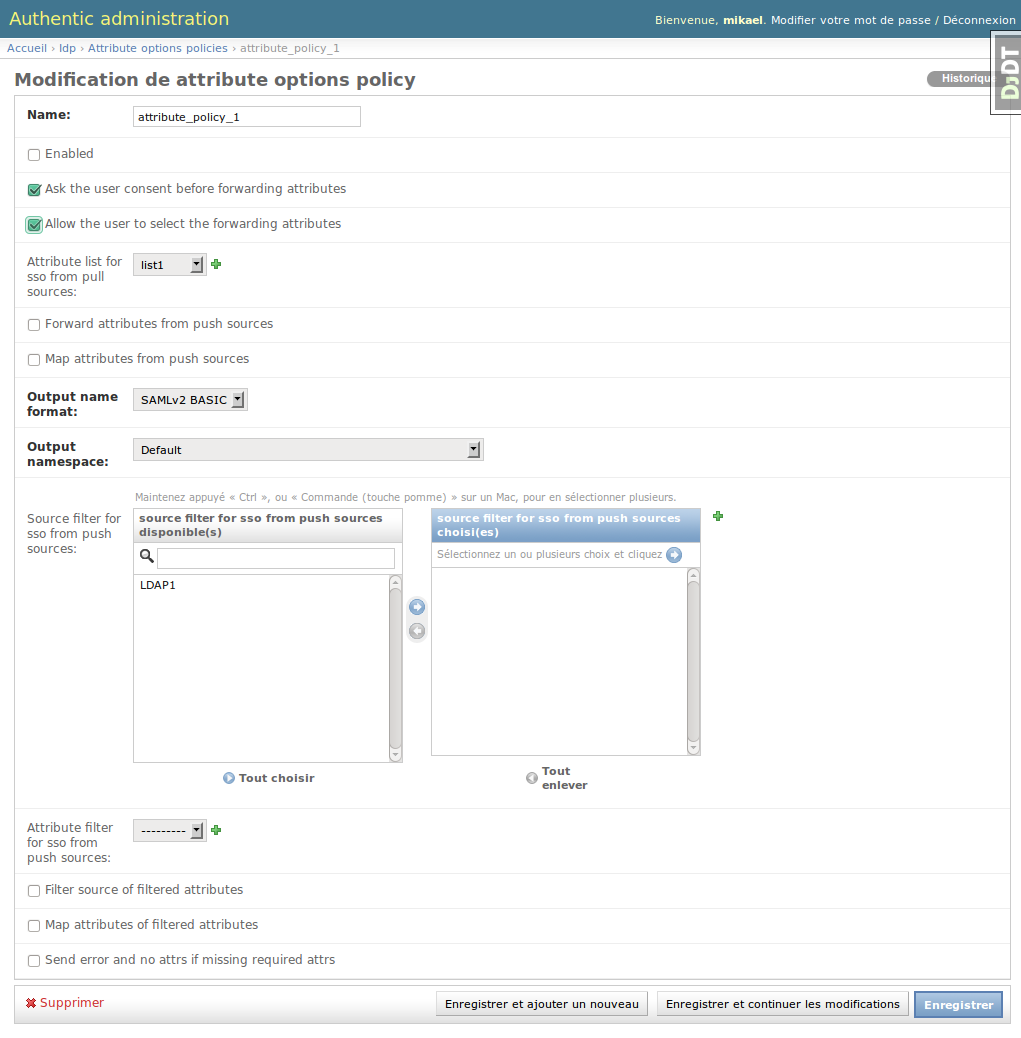 Authentic administration
Bienvenue, mikael. Modifier votre mot de passe / Déconnexion
Accueil › Idp › Attribute options policies › attribute_policy_1
DjDT
Modification de attribute options policy
Historique
Name:
attribute_policy_1
Enabled
Ask the user consent before forwarding attributes
Allow the user to select the forwarding attributes
Attribute list for
sso from pull
sources:
list1
Forward attributes from push sources
Map attributes from push sources
Output name
format:
SAMLv2 BASIC
Output
namespace:
Default
Maintenez appuyé « Ctrl », ou « Commande (touche pomme) » sur un Mac, pour en sélectionner plusieurs.
Source filter for
sso from push
sources:
source filter for sso from push sources
disponible(s)
LDAP1
Tout choisir
source filter for sso from push sources
choisi(es)
Sélectionnez un ou plusieurs choix et cliquez
Tout
enlever
Attribute filter
for sso from
push sources:
---------
Filter source of filtered attributes
Map attributes of filtered attributes
Send error and no attrs if missing required attrs
Supprimer
Enregistrer et ajouter un nouveau
Enregistrer et continuer les modifications
Enregistrer